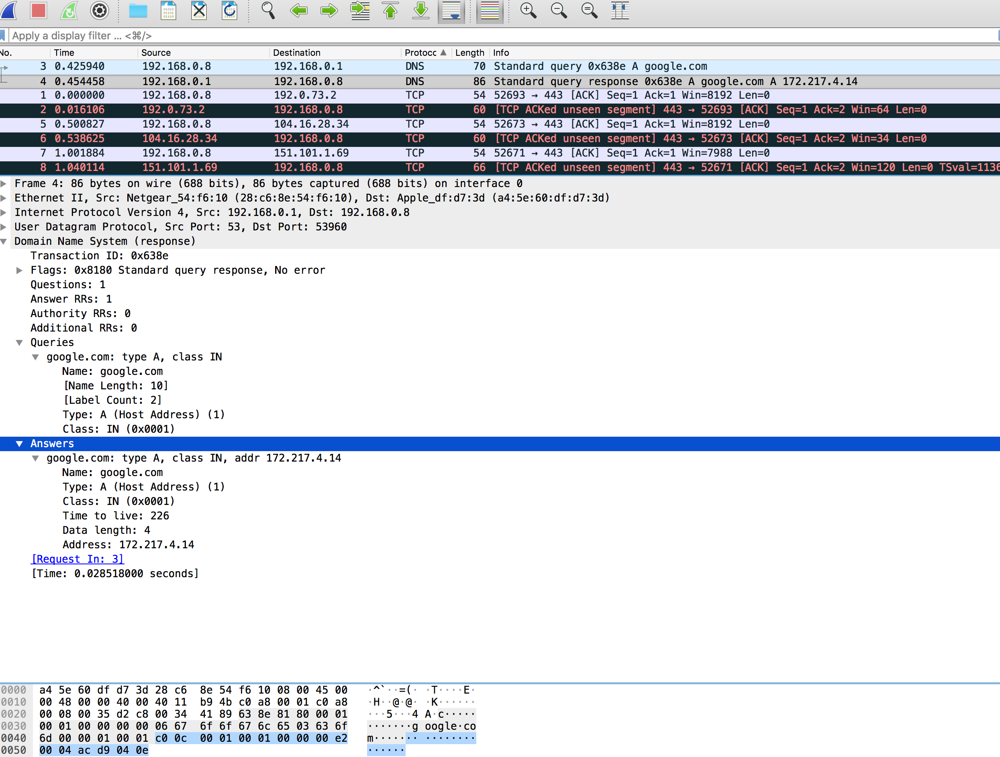 Apply a display filter ... <⌘/>
No. Time Source Destination Protocc Length Info
3 0.425940 192.168.0.8 192.168.0.1 DNS 70 Standard query 0x638e A google.com
4 0.454458 192.168.0.1 192.168.0.8 DNS 86 Standard query response 0x638e A google.com A 172.217.4.14
1 0.000000 192.168.0.8 192.0.73.2 TCP 54 52693 → 443 [ACK] Seq=1 Ack=1 Win=8192 Len=0
2 0.016106 192.0.73.2 192.168.0.8 TCP 60 [TCP ACKed unseen segment] 443 → 52693 [ACK] Seq=1 Ack=2 Win=64 Len=0
5 0.500827 192.168.0.8 104.16.28.34 TCP 54 52673 → 443 [ACK] Seq=1 Ack=1 Win=8192 Len=0
6 0.538625 104.16.28.34 192.168.0.8 TCP 60 [TCP ACKed unseen segment] 443 → 52673 [ACK] Seq=1 Ack=2 Win=34 Len=0
7 1.001884 192.168.0.8 151.101.1.69 TCP 54 52671 → 443 [ACK] Seq=1 Ack=1 Win=7988 Len=0
8 1.040114 151.101.1.69 192.168.0.8 TCP 66 [TCP ACKed unseen segment] 443 → 52671 [ACK] Seq=1 Ack=2 Win=120 Len=0 TSval=1136
Frame 4: 86 bytes on wire (688 bits), 86 bytes captured (688 bits) on interface 0
Ethernet II, Src: Netgear_54:f6:10 (28:c6:8e:54:f6:10), Dst: Apple_df:d7:3d (a4:5e:60:df:d7:3d)
Internet Protocol Version 4, Src: 192.168.0.1, Dst: 192.168.0.8
User Datagram Protocol, Src Port: 53, Dst Port: 53960
Domain Name System (response)
Transaction ID: 0x638e
Flags: 0x8180 Standard query response, No error
Questions: 1
Answer RRs: 1
Authority RRs: 0
Additional RRs: 0
Queries
google.com: type A, class IN
Name: google.com
[Name Length: 10]
[Label Count: 2]
Type: A (Host Address) (1)
Class: IN (0x0001)
Answers
google.com: type A, class IN, addr 172.217.4.14
Name: google.com
Type: A (Host Address) (1)
Class: IN (0x0001)
Time to live: 226
Data length: 4
Address: 172.217.4.14
[Request In: 3]
[Time: 0.028518000 seconds]
0000 a4 5e 60 df d7 3d 28 c6 8e 54 f6 10 08 00 45 00 ·^`··=(· ·T····E·
0010 00 48 00 00 40 00 40 11 b9 4b c0 a8 00 01 c0 a8 ·H··@·@· ·K······
0020 00 08 00 35 d2 c8 00 34 41 89 63 8e 81 80 00 01 ···5···4 A·c·····
0030 00 01 00 00 00 00 06 67 6f 6f 67 6c 65 03 63 6f ·······g oogle·co
0040 6d 00 00 01 00 01 c0 0c 00 01 00 01 00 00 00 e2 m······· ········
0050 00 04 ac d9 04 0e ······